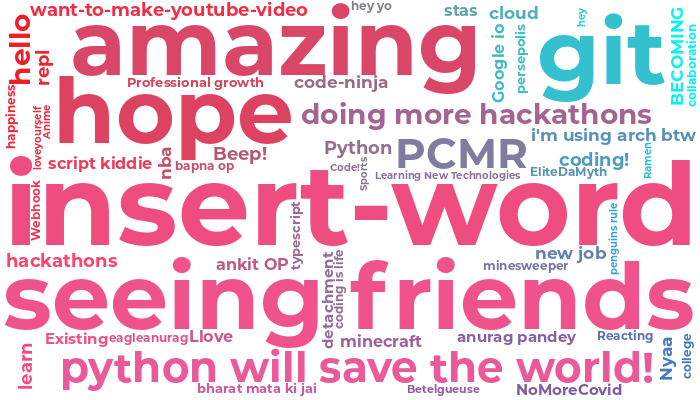 want-to-make-youtube-video
hey yo
stas
cloud
hey
hello
amazing
Google io
persepolis
git
BECOMING
collaboration
repl
Professional growth
code-ninja
happiness
loveyourself
Anime
hope
doing more hackathons
i'm using arch btw
script kiddie
nba
Beep!
bapna op
Python
Code!
sports
PCMR
Learning New Technologies
coding!
EliteDaMyth
Ramen
Webhook
insert-word
typescript
penguins rule
hackathons
ankit OP
detachment
coding is life
new job
minesweeper
seeing friends
Existing
eagleanurag
Llove
minecraft
anurag pandey
Reacting
Nyaa
college
learn
python will save the world!
bharat mata ki jai
Betelgueuse
NoMoreCovid